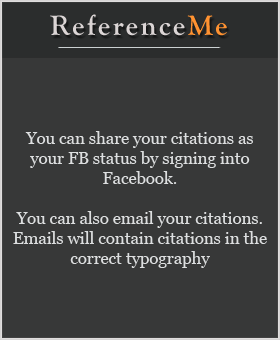 ReferenceMe
You can share your citations as
your FB status by signing into
Facebook.
You can also email your citations.
Emails will contain citations in the
correct typography